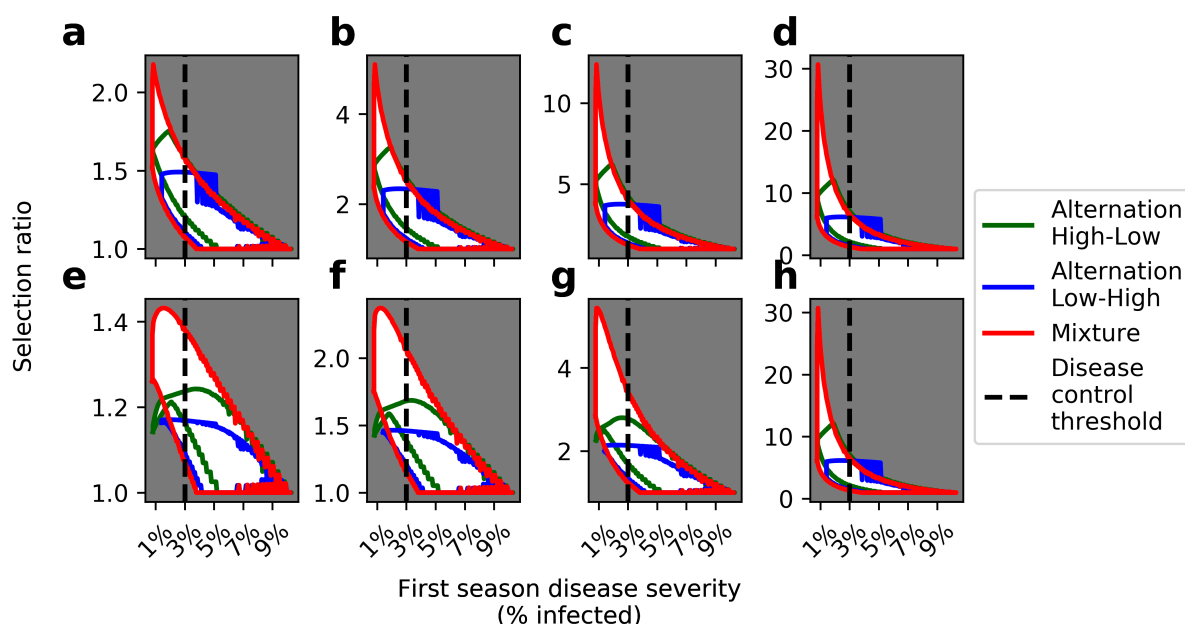 a
b
c
d
2.0
1.5
1.0
4
2
10
5
30
20
10
0
e
f
g
h
1.4
1.2
1.0
2.0
1.5
1.0
4
2
30
20
10
0
1%
3%
5%
7%
9%
1%
3%
5%
7%
9%
1%
3%
5%
7%
9%
1%
3%
5%
7%
9%
Selection ratio
First season disease severity
(% infected)
Alternation
High-Low
Alternation
Low-High
Mixture
Disease
control
threshold